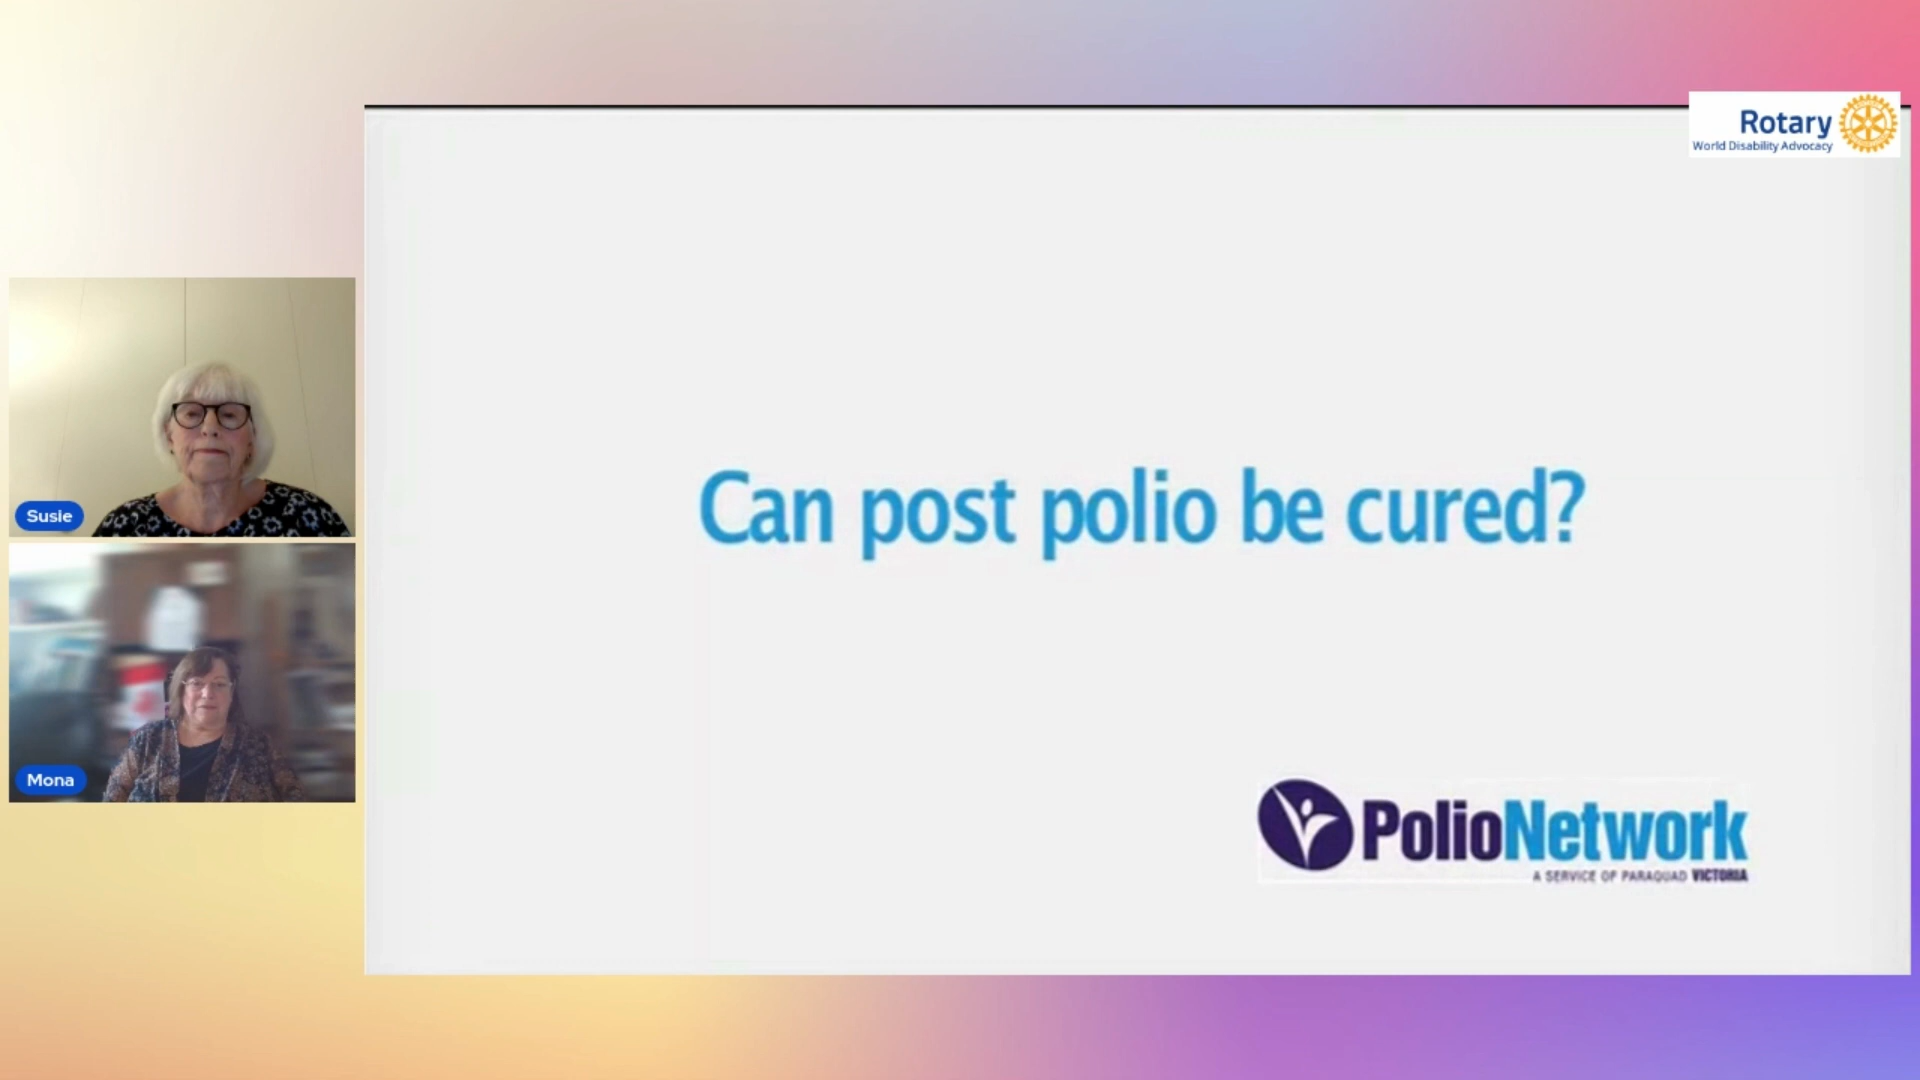 Rotary
World Disability Advocacy
Susie
Mona
Can post polio be cured?
PolioNetwork
A SERVICE OF PARAQUAD VICTORIA